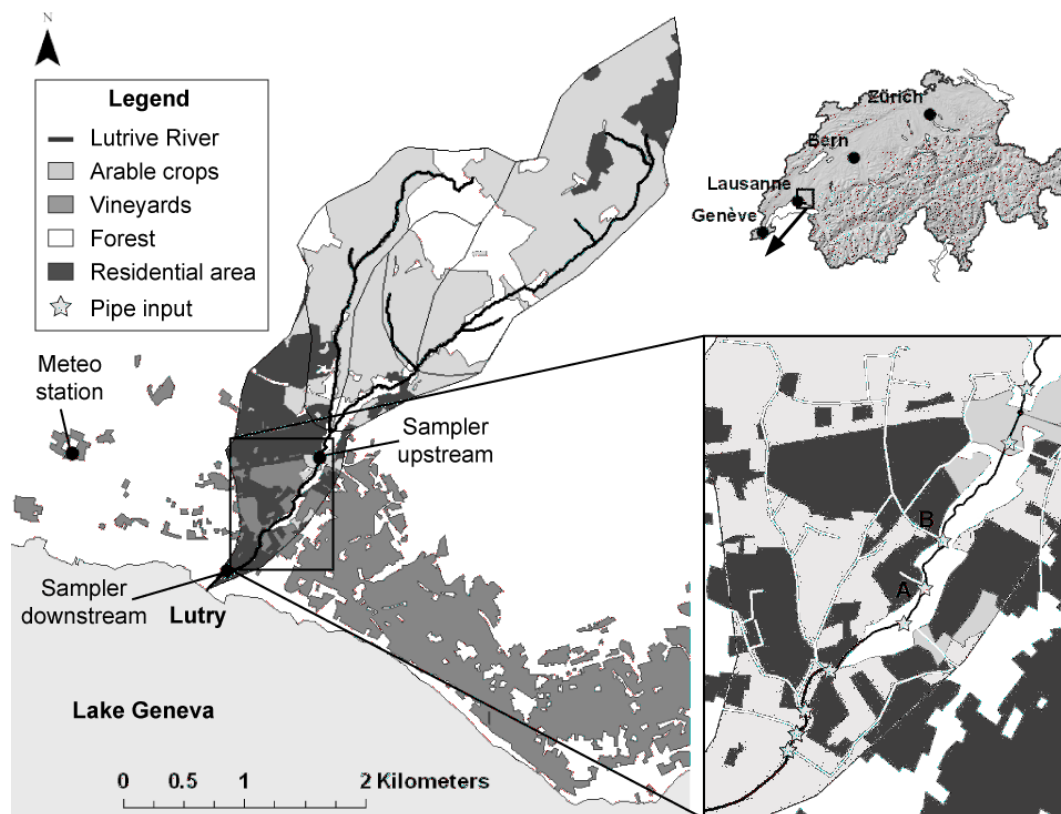 N
Legend
Lutrive River
Arable crops
Vineyards
Forest
Residential area
Pipe input
Meteo
station
Sampler
upstream
Sampler
downstream
Lutry
Lake Geneva
0 0.5 1 2 Kilometers
Zürich
Bern
Lausanne
Genève
B
A